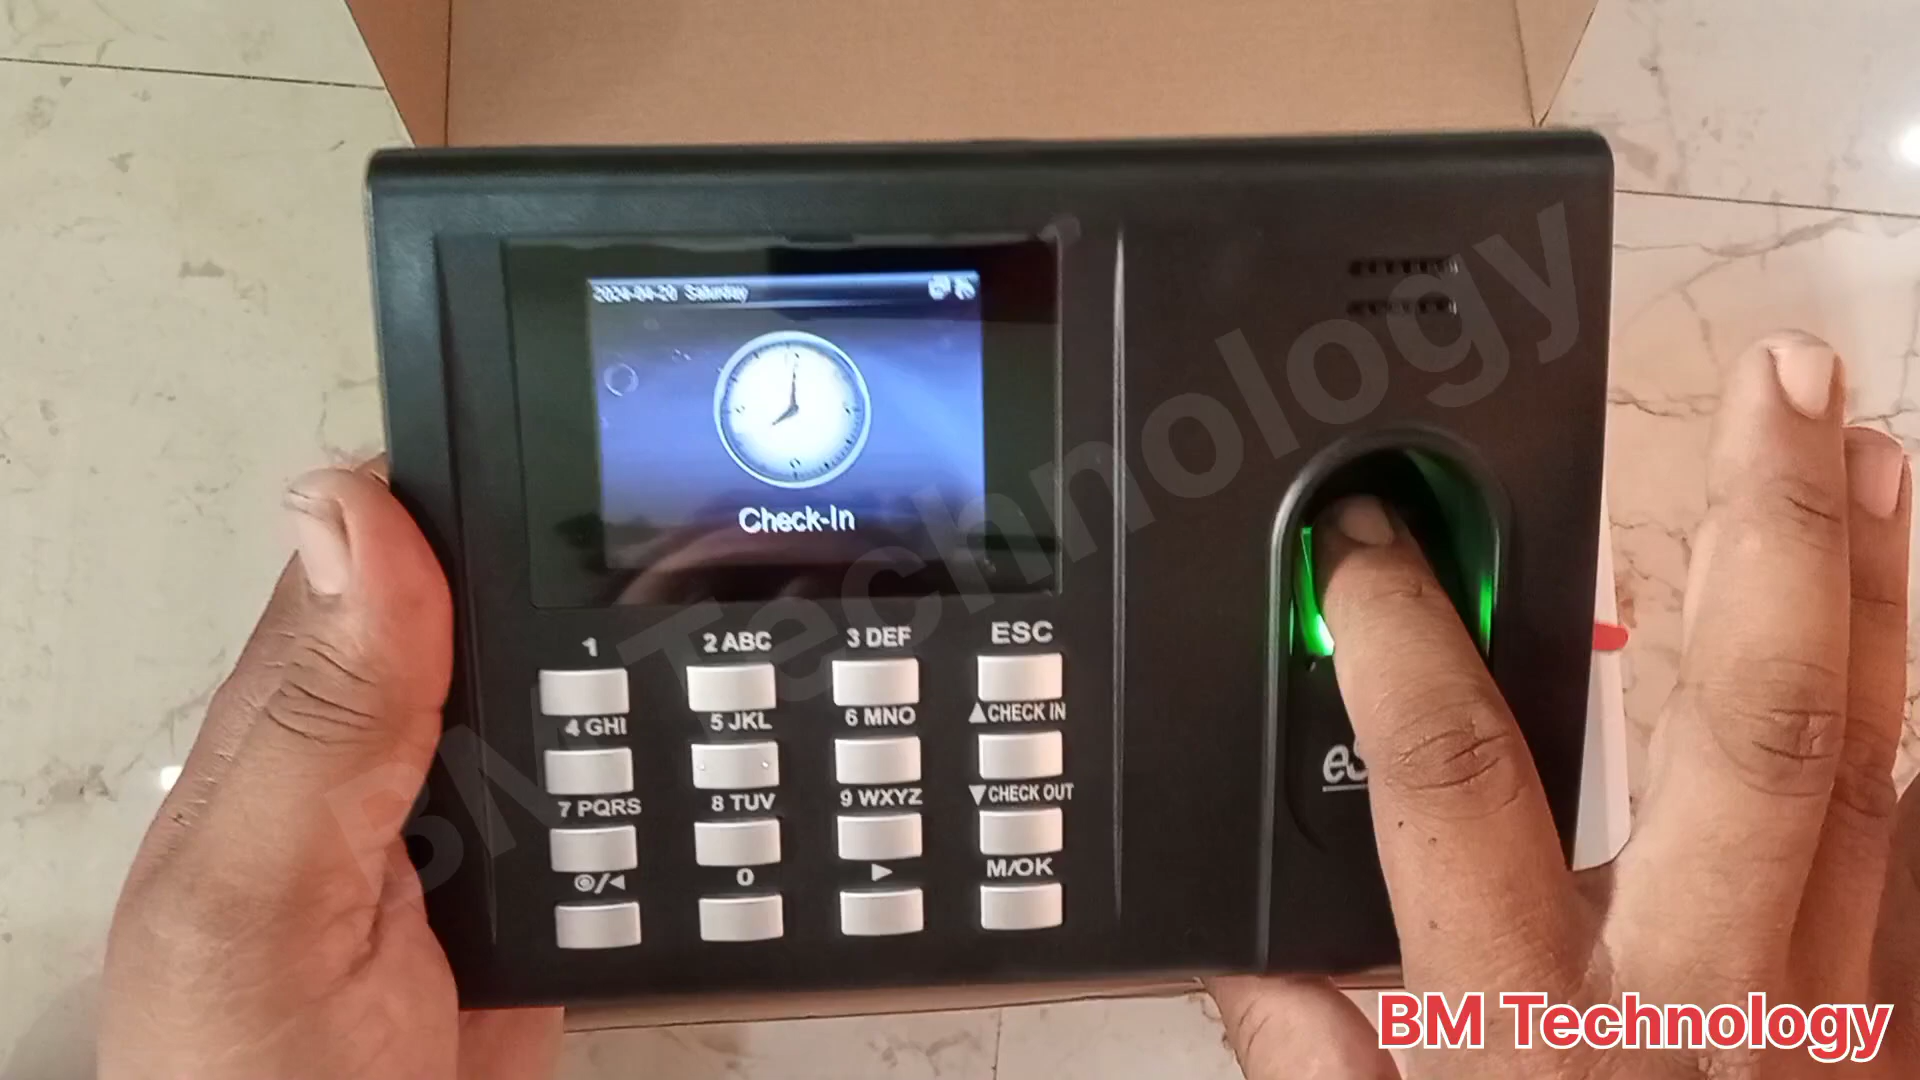 2024-04-20 Saturday
Check-In
1
2 ABC
3 DEF
ESC
4 GHI
5 JKL
6 MNO
▲CHECK IN
7 PQRS
8 TUV
9 WXYZ
▼CHECK OUT
◎/◀
0
▶
M/OK
BM Technology
BM Technology